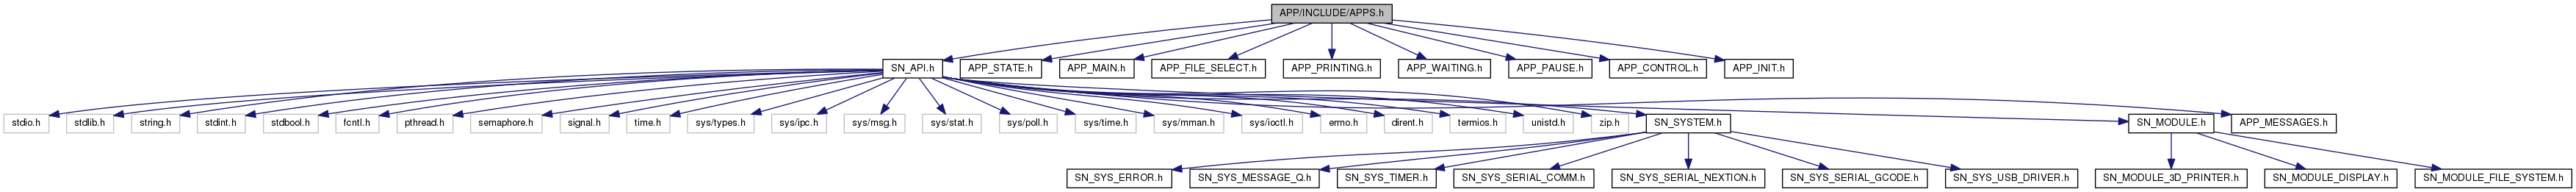 APP/INCLUDE/APPS.h
SN_API.h
APP_STATE.h
APP_MAIN.h
APP_FILE_SELECT.h
APP_PRINTING.h
APP_WAITING.h
APP_PAUSE.h
APP_CONTROL.h
APP_INIT.h
stdio.h
stdlib.h
string.h
stdint.h
stdbool.h
fcntl.h
pthread.h
semaphore.h
signal.h
time.h
sys/types.h
sys/ipc.h
sys/msg.h
sys/stat.h
sys/poll.h
sys/time.h
sys/mman.h
sys/ioctl.h
errno.h
dirent.h
termios.h
unistd.h
zip.h
SN_SYSTEM.h
SN_MODULE.h
APP_MESSAGES.h
SN_SYS_ERROR.h
SN_SYS_MESSAGE_Q.h
SN_SYS_TIMER.h
SN_SYS_SERIAL_COMM.h
SN_SYS_SERIAL_NEXTION.h
SN_SYS_SERIAL_GCODE.h
SN_SYS_USB_DRIVER.h
SN_MODULE_3D_PRINTER.h
SN_MODULE_DISPLAY.h
SN_MODULE_FILE_SYSTEM.h